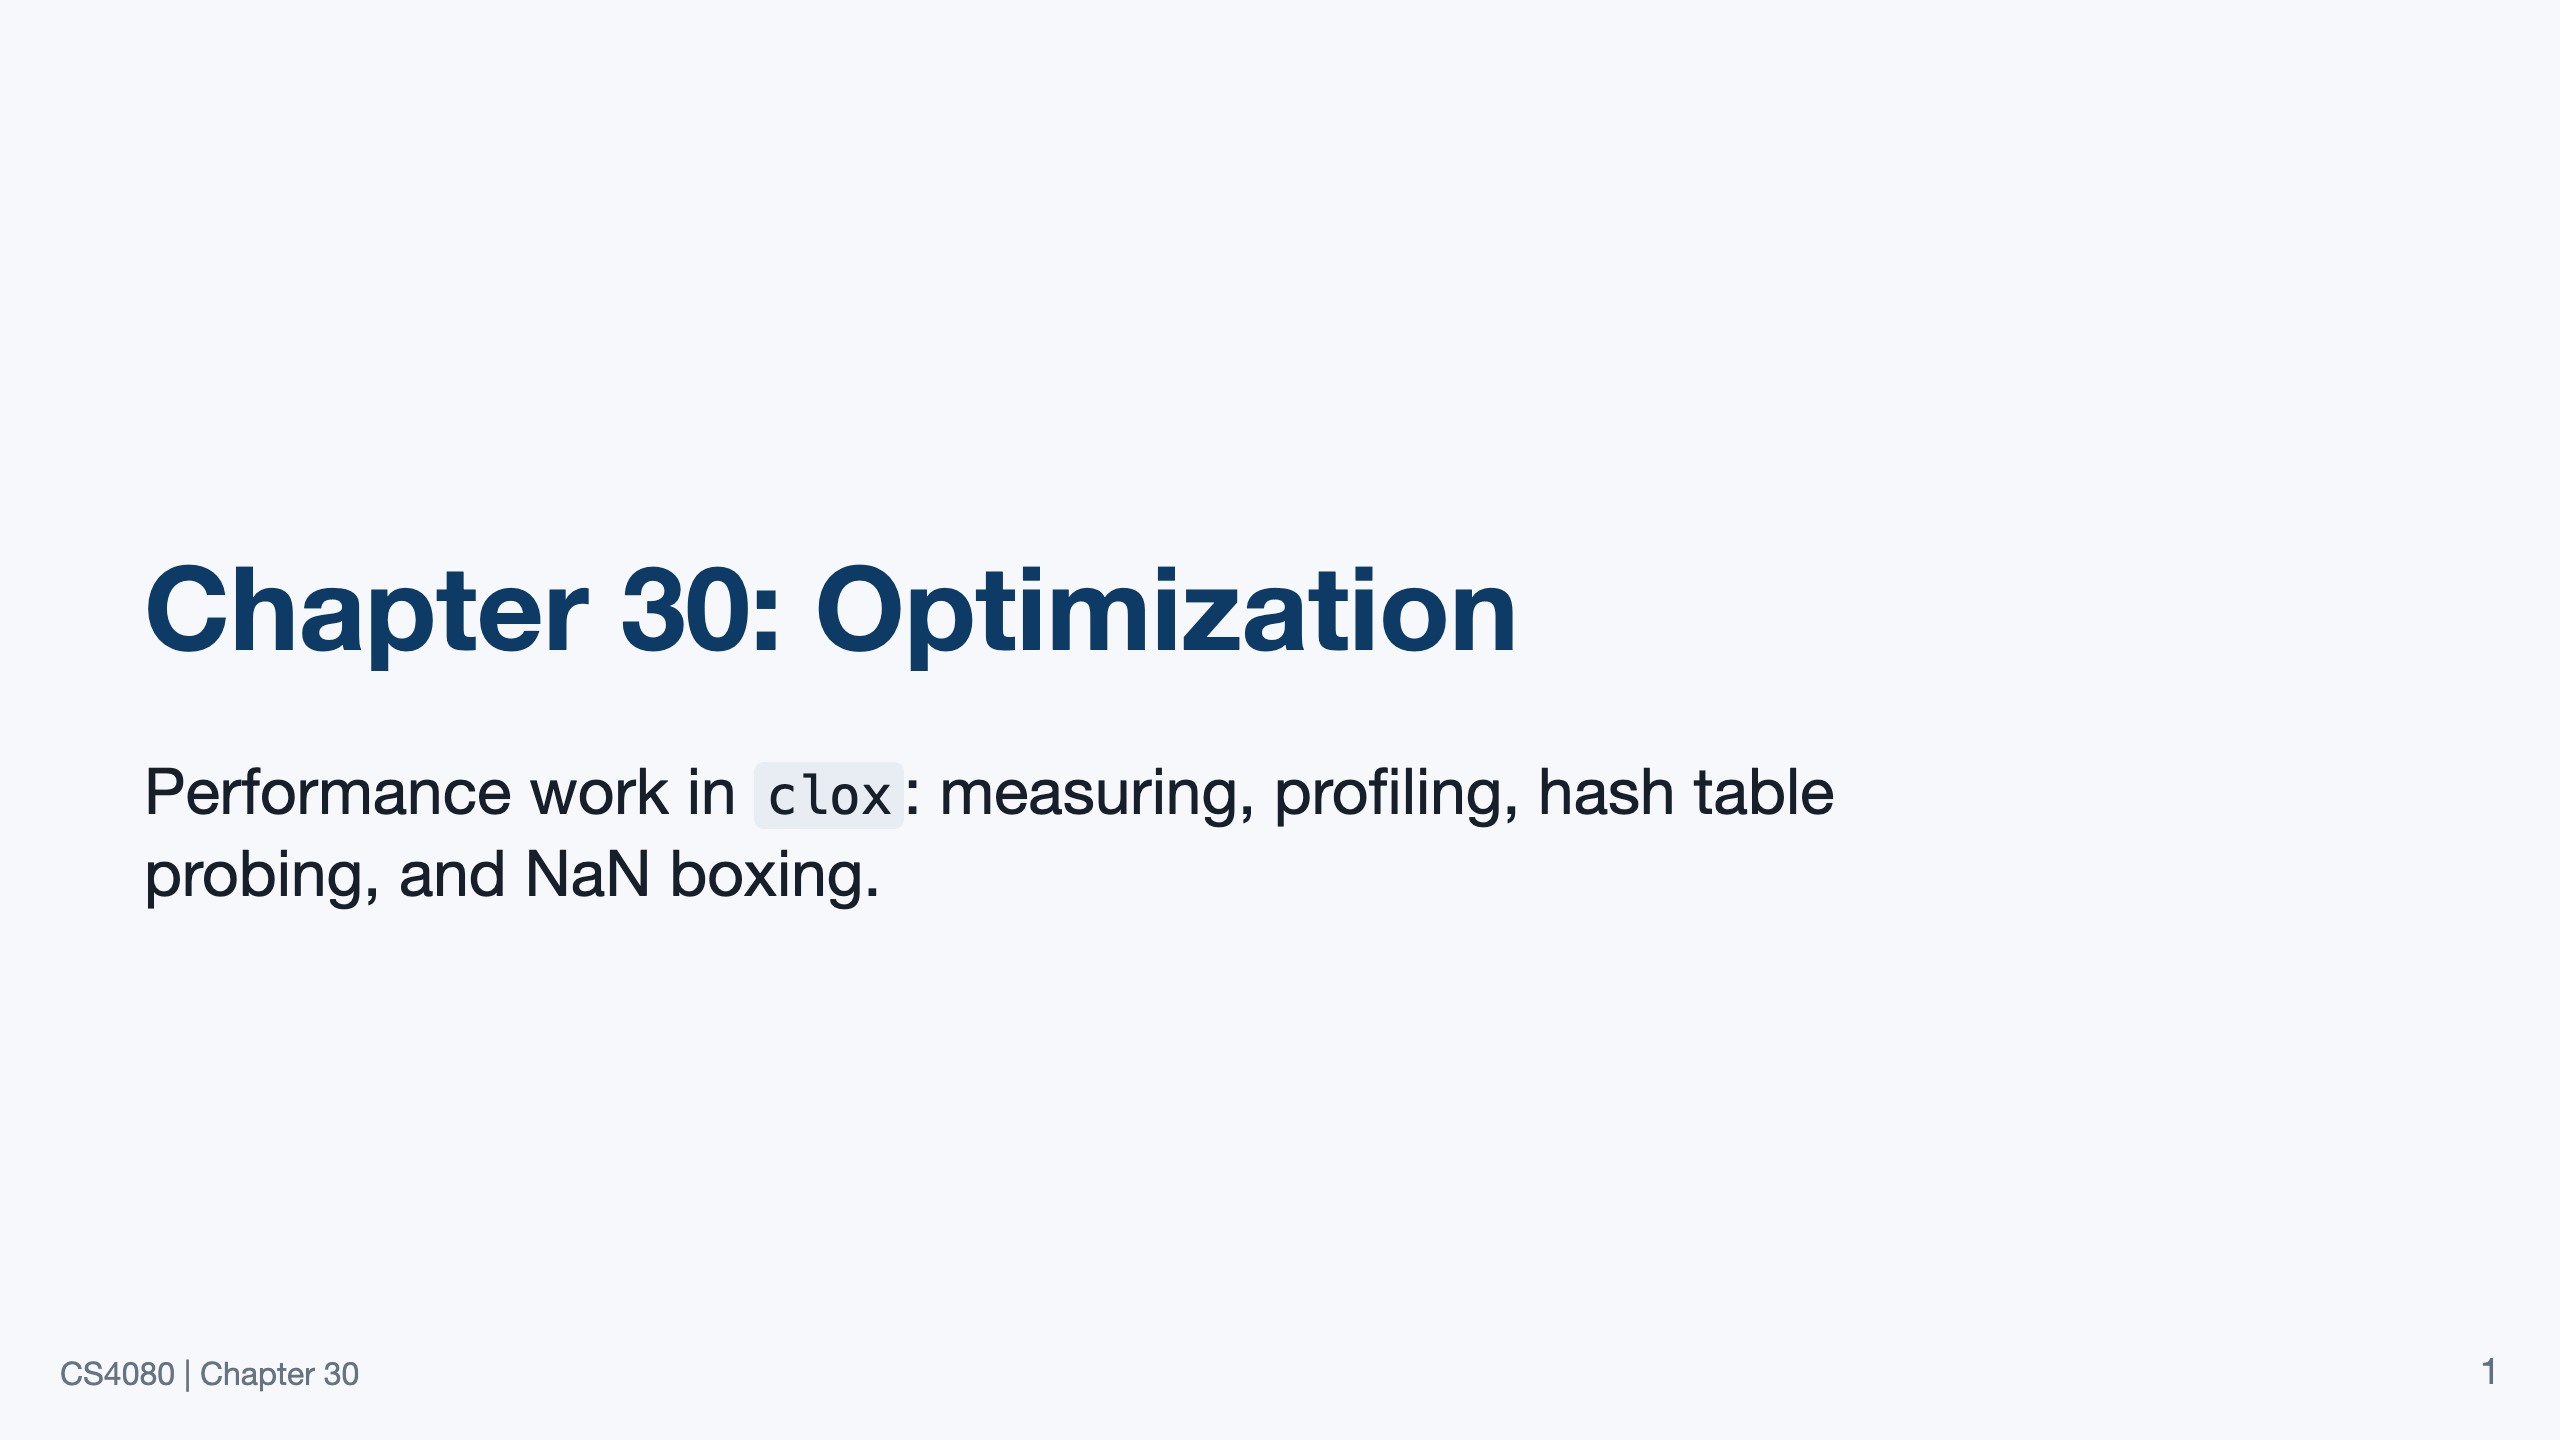 Chapter 30: Optimization
Performance work in clox: measuring, profiling, hash table
probing, and NaN boxing.
CS4080 | Chapter 30
1